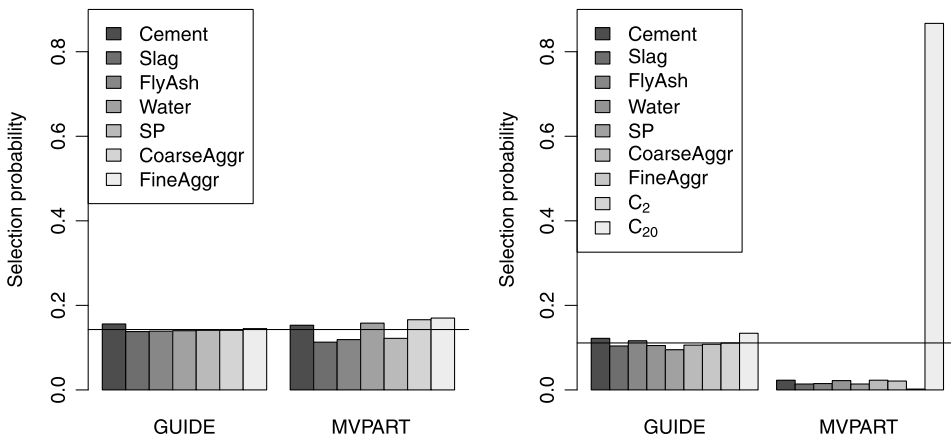 Selection probability
0.0
0.2
0.4
0.6
0.8
Cement
Slag
FlyAsh
Water
SP
CoarseAggr
FineAggr
GUIDE
MVPART
Selection probability
0.0
0.2
0.4
0.6
0.8
Cement
Slag
FlyAsh
Water
SP
CoarseAggr
FineAggr
C₂
C₂₀
GUIDE
MVPART